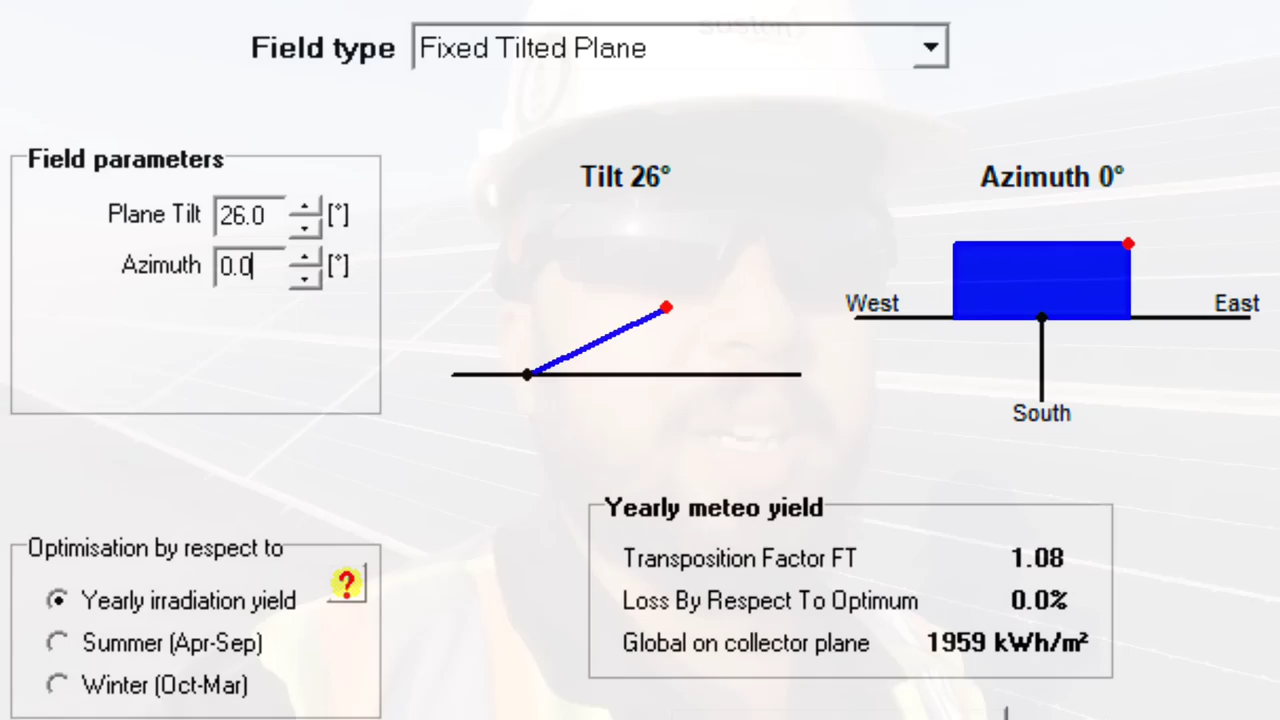 Field type Fixed Tilted Plane
Field parameters
Plane Tilt 26.0 [°]
Azimuth 0.0 [°]
Tilt 26°
Azimuth 0°
West East
South
Optimisation by respect to
?
Yearly irradiation yield
Summer (Apr-Sep)
Winter (Oct-Mar)
Yearly meteo yield
Transposition Factor FT 1.08
Loss By Respect To Optimum 0.0%
Global on collector plane 1959 kWh/m²